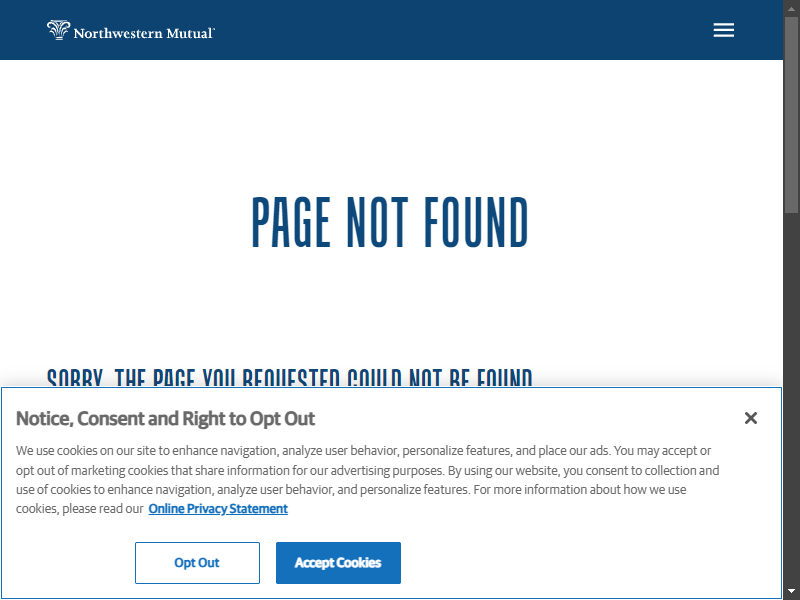 Northwestern Mutual
PAGE NOT FOUND
SORRY, THE PAGE YOU REQUESTED COULD NOT BE FOUND
Notice, Consent and Right to Opt Out
We use cookies on our site to enhance navigation, analyze user behavior, personalize features, and place our ads. You may accept or
opt out of marketing cookies that share information for our advertising purposes. By using our website, you consent to collection and
use of cookies to enhance navigation, analyze user behavior, and personalize features. For more information about how we use
cookies, please read our Online Privacy Statement
Opt Out
Accept Cookies